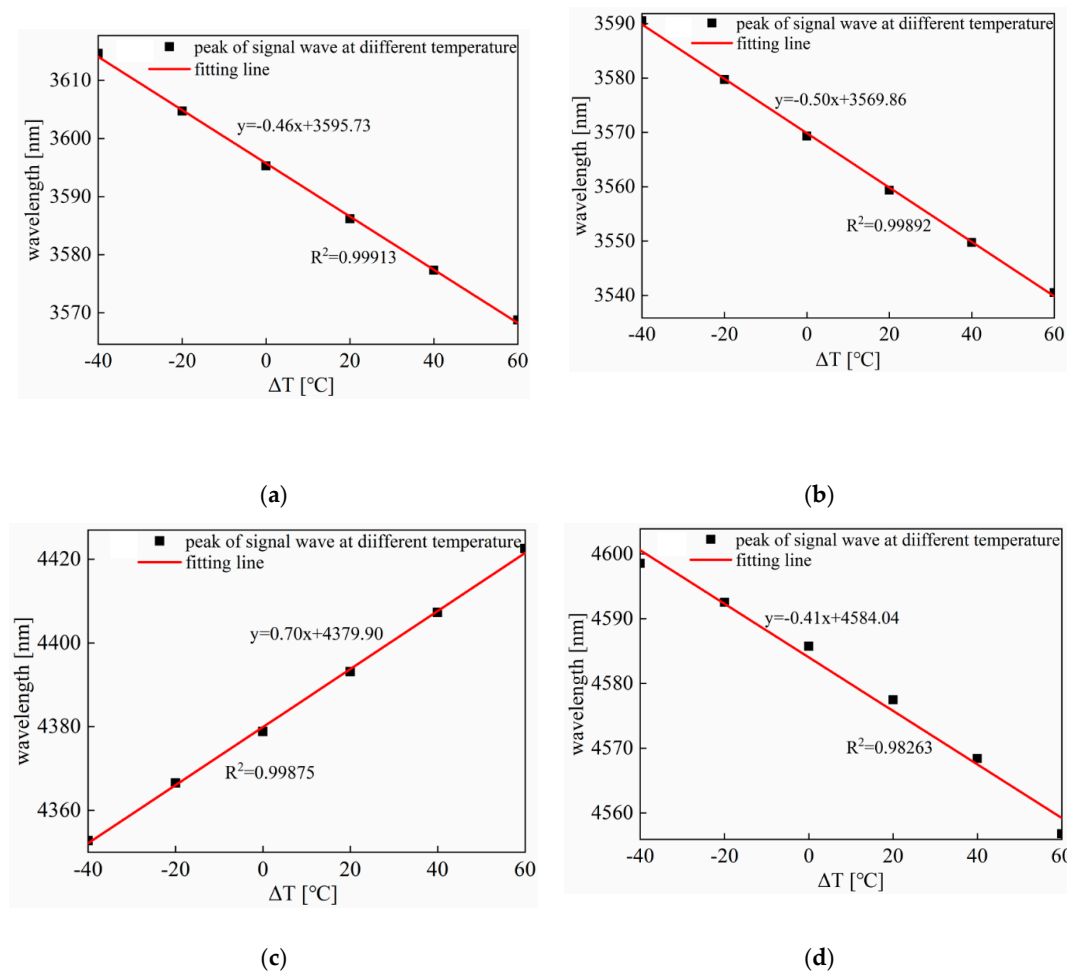 peak of signal wave at diifferent temperature
fitting line
3610
3600
3590
3580
3570
wavelength [nm]
y=-0.46x+3595.73
R²=0.99913
-40 -20 0 20 40 60
ΔT [℃]
(a)
peak of signal wave at diifferent temperature
fitting line
3590
3580
3570
3560
3550
3540
wavelength [nm]
y=-0.50x+3569.86
R²=0.99892
-40 -20 0 20 40 60
ΔT [℃]
(b)
peak of signal wave at diifferent temperature
fitting line
4420
4400
4380
4360
wavelength [nm]
y=0.70x+4379.90
R²=0.99875
-40 -20 0 20 40 60
ΔT [℃]
(c)
peak of signal wave at diifferent temperature
fitting line
4600
4590
4580
4570
4560
wavelength [nm]
y=-0.41x+4584.04
R²=0.98263
-40 -20 0 20 40 60
ΔT [℃]
(d)